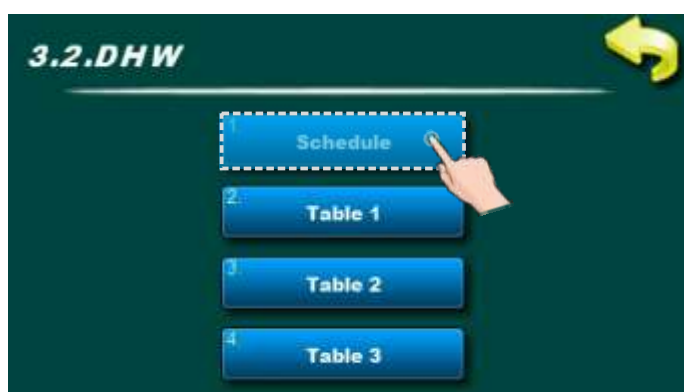 3.2.DHW
1.
Schedule
2.
Table 1
3.
Table 2
4.
Table 3